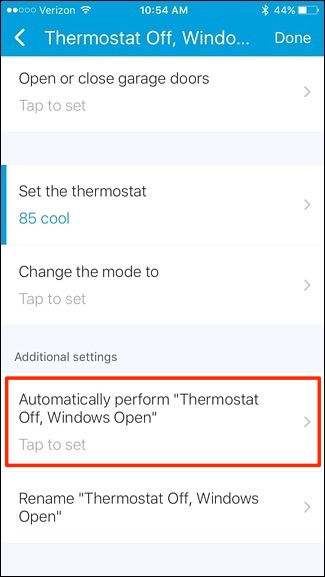 Verizon 10:54 AM 44%
Thermostat Off, Windo... Done
Open or close garage doors
Tap to set
Set the thermostat
85 cool
Change the mode to
Tap to set
Additional settings
Automatically perform "Thermostat
Off, Windows Open"
Tap to set
Rename "Thermostat Off, Windows
Open"